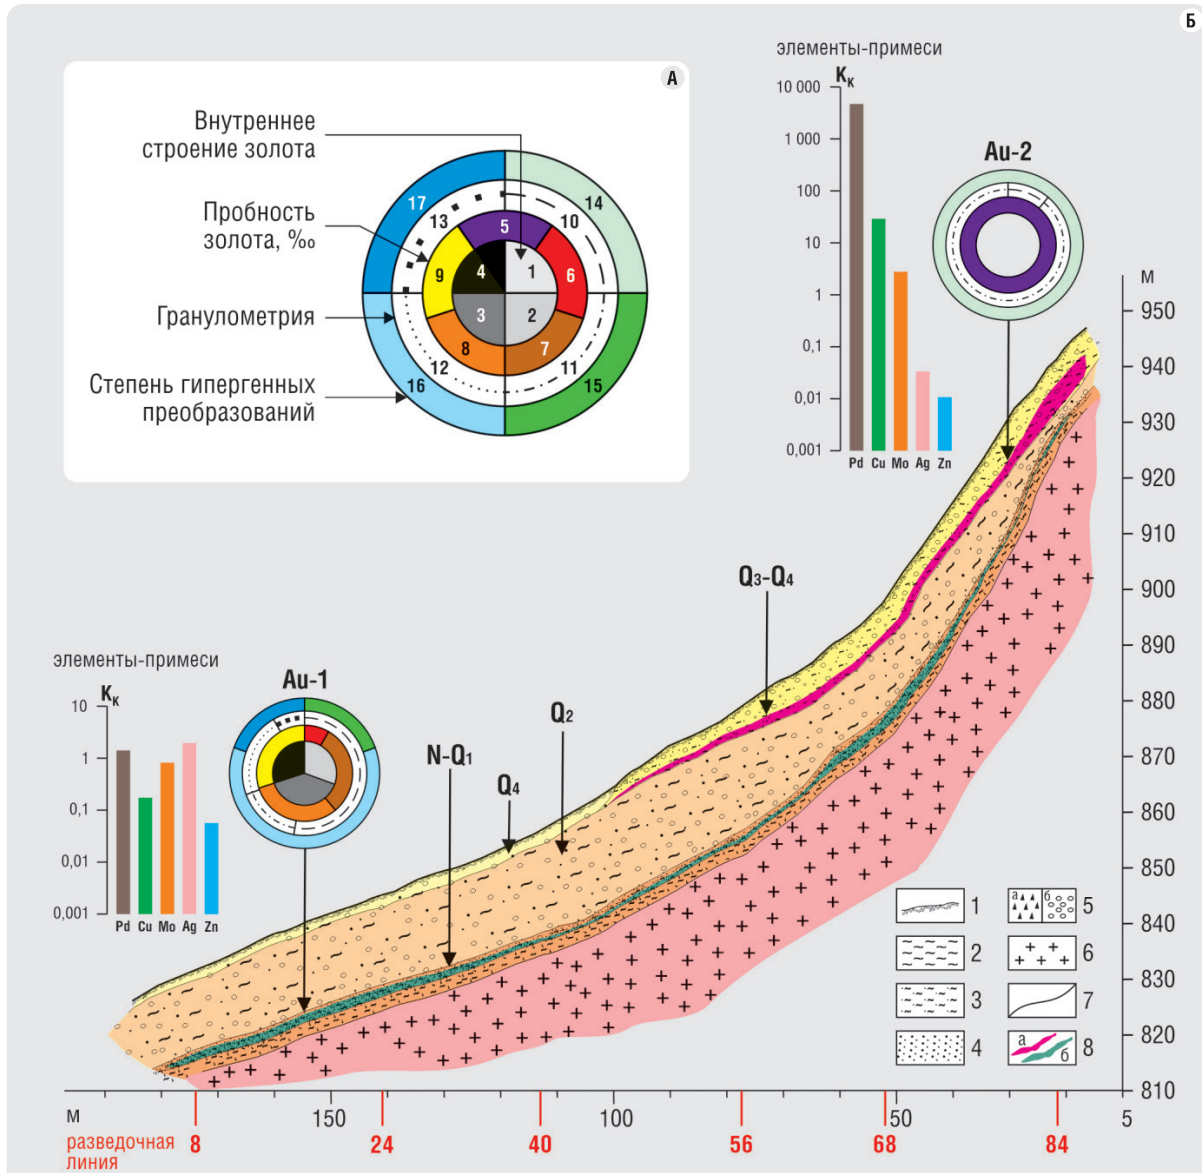 Б
А
Внутреннее
строение золота
Пробность
золота, ‰
Гранулометрия
Степень гипергенных
преобразований
17
14
13
10
5
9
4
1
6
3
2
8
7
12
11
16
15
элементы-примеси
Kк
10 000
1 000
100
10
1
0,1
0,01
0,001
Pd Cu Mo Ag Zn
Au-2
м
950
940
930
920
910
900
890
880
870
860
850
840
830
820
810
Q3-Q4
Q2
Q4
N-Q1
элементы-примеси
Kк
10
1
0,1
0,01
0,001
Pd Cu Mo Ag Zn
Au-1
1
2
3
4
а б 5
6
7
а б 8
м 150 100 50 5
разведочная
линия
8 24 40 56 68 84